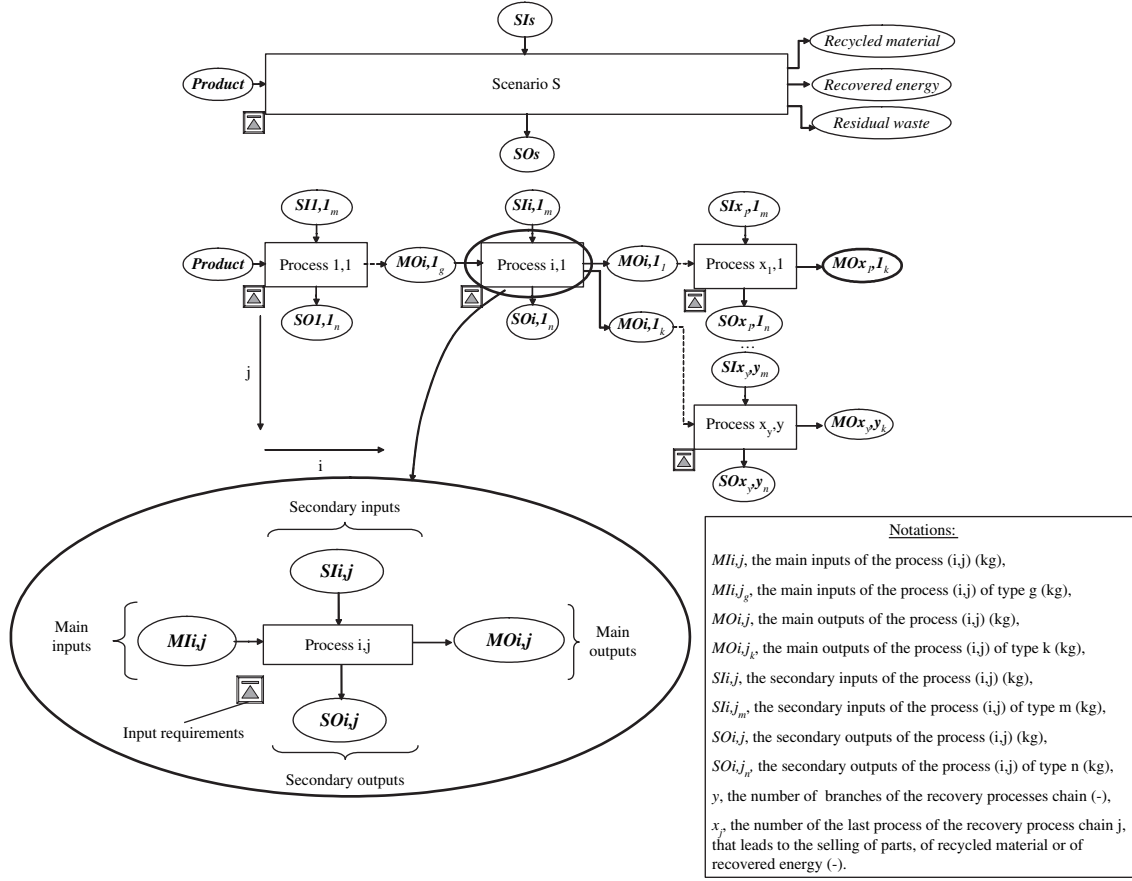 SIs
Recycled material
Product
Scenario S
Recovered energy
Residual waste
SOs
SI1,1m
SIi,1m
SIxp,1m
Product
Process 1,1
MOi,1g
Process i,1
MOi,11
Process x1,1
MOxp,1k
SO1,1n
SOi,1n
MOi,1k
SOxp,1n
...
j
SIxy,ym
Process xy,y
MOxy,yk
i
SOxy,yn
Secondary inputs
SIi,j
Main
inputs
MIi,j
Process i,j
MOi,j
Main
outputs
SOi,j
Input requirements
Secondary outputs
Notations:
MIi,j, the main inputs of the process (i,j) (kg),
MIi,jg, the main inputs of the process (i,j) of type g (kg),
MOi,j, the main outputs of the process (i,j) (kg),
MOi,jk, the main outputs of the process (i,j) of type k (kg),
SIi,j, the secondary inputs of the process (i,j) (kg),
SIi,jm, the secondary inputs of the process (i,j) of type m (kg),
SOi,j, the secondary outputs of the process (i,j) (kg),
SOi,jn, the secondary outputs of the process (i,j) of type n (kg),
y, the number of branches of the recovery processes chain (-),
xj, the number of the last process of the recovery process chain j,
that leads to the selling of parts, of recycled material or of
recovered energy (-).